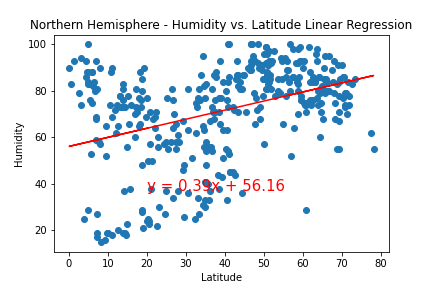 Northern Hemisphere - Humidity vs. Latitude Linear Regression
100
80
60
40
20
Humidity
y = 0.39x + 56.16
0 10 20 30 40 50 60 70 80
Latitude